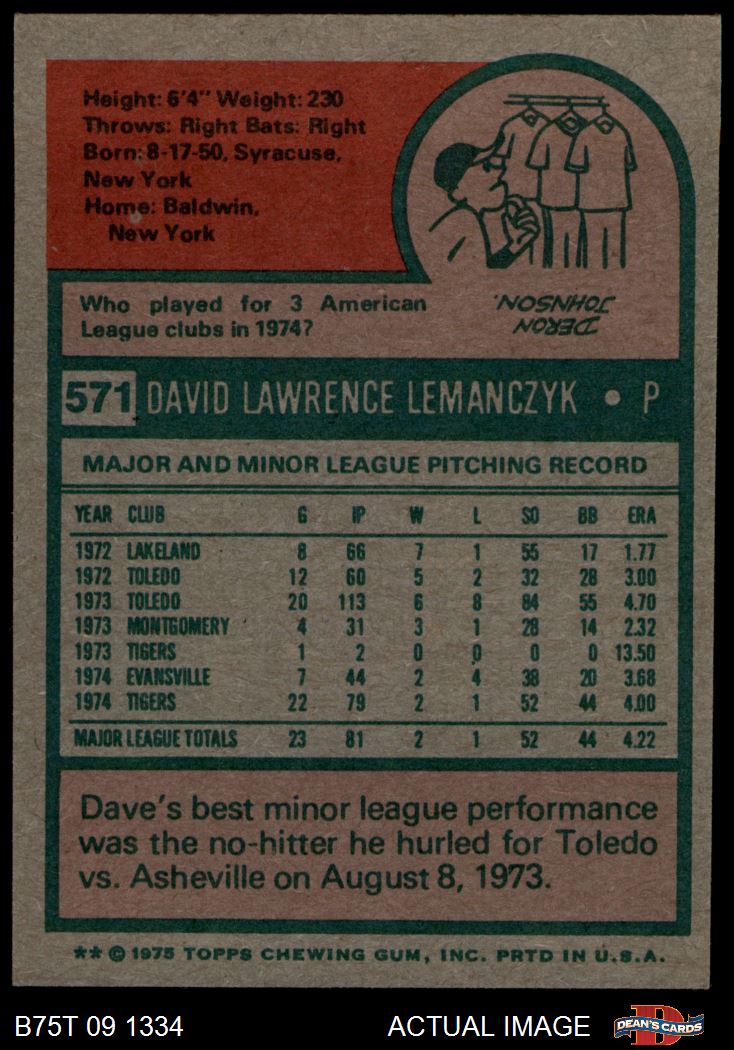 Height: 6'4" Weight: 230
Throws: Right Bats: Right
Born: 8-17-50, Syracuse,
New York
Home: Baldwin,
New York
Who played for 3 American
League clubs in 1974?
DERON
JOHNSON.
571 DAVID LAWRENCE LEMANCZYK • P
MAJOR AND MINOR LEAGUE PITCHING RECORD
YEAR CLUB G IP W L SO BB ERA
1972 LAKELAND 8 66 7 1 55 17 1.77
1972 TOLEDO 12 60 5 2 32 28 3.00
1973 TOLEDO 20 113 6 8 84 55 4.70
1973 MONTGOMERY 4 31 3 1 28 14 2.32
1973 TIGERS 1 2 0 0 0 0 13.50
1974 EVANSVILLE 7 44 2 4 38 20 3.68
1974 TIGERS 22 79 2 1 52 44 4.00
MAJOR LEAGUE TOTALS 23 81 2 1 52 44 4.22
Dave's best minor league performance
was the no-hitter he hurled for Toledo
vs. Asheville on August 8, 1973.
** © 1975 TOPPS CHEWING GUM, INC. PRTD IN U.S.A.
B75T 09 1334 ACTUAL IMAGE D DEAN'S CARDS